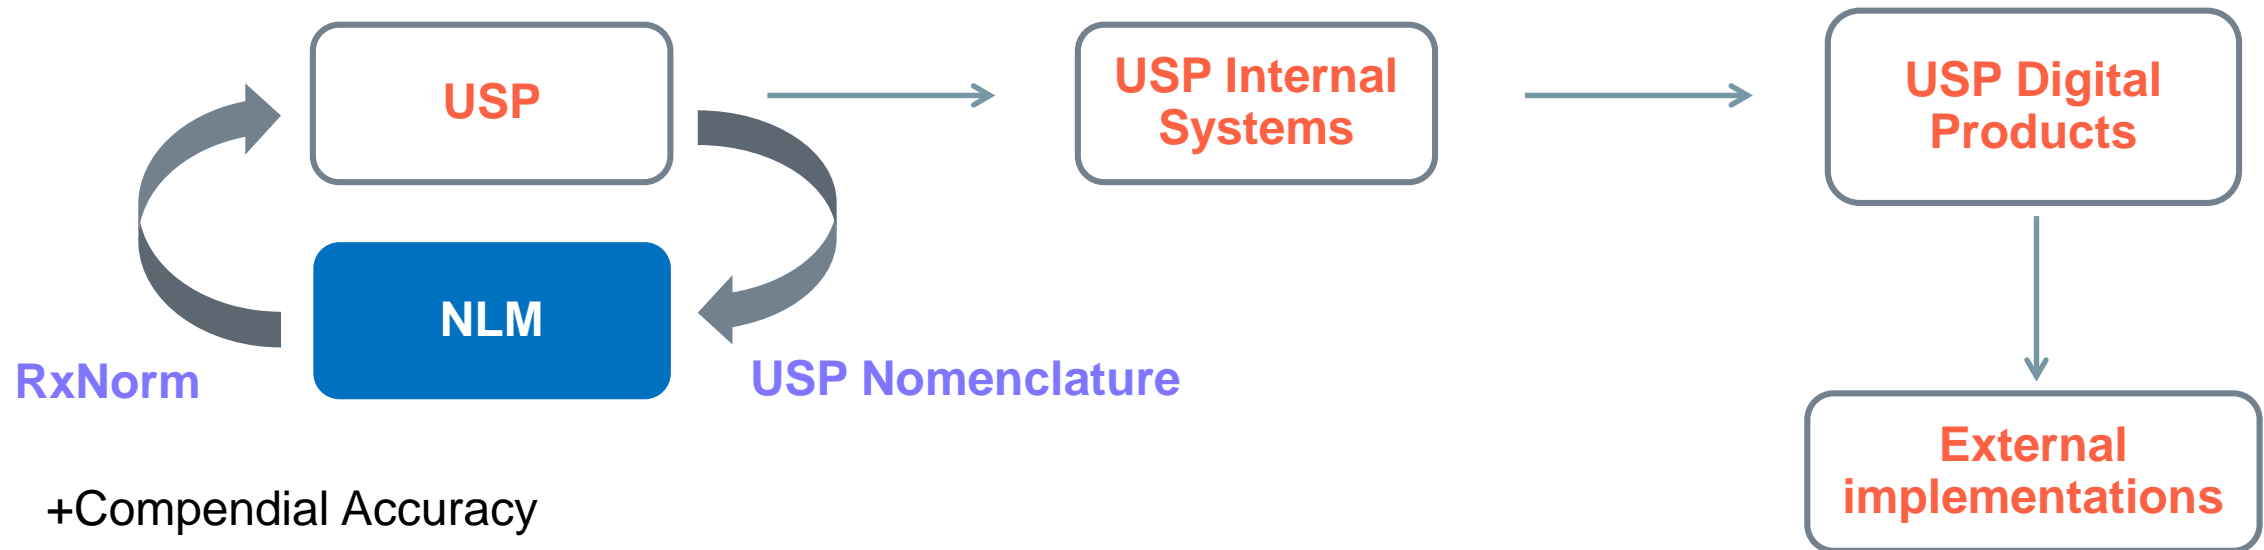 USP
USP Internal
Systems
USP Digital
Products
NLM
RxNorm
USP Nomenclature
External
implementations
+Compendial Accuracy